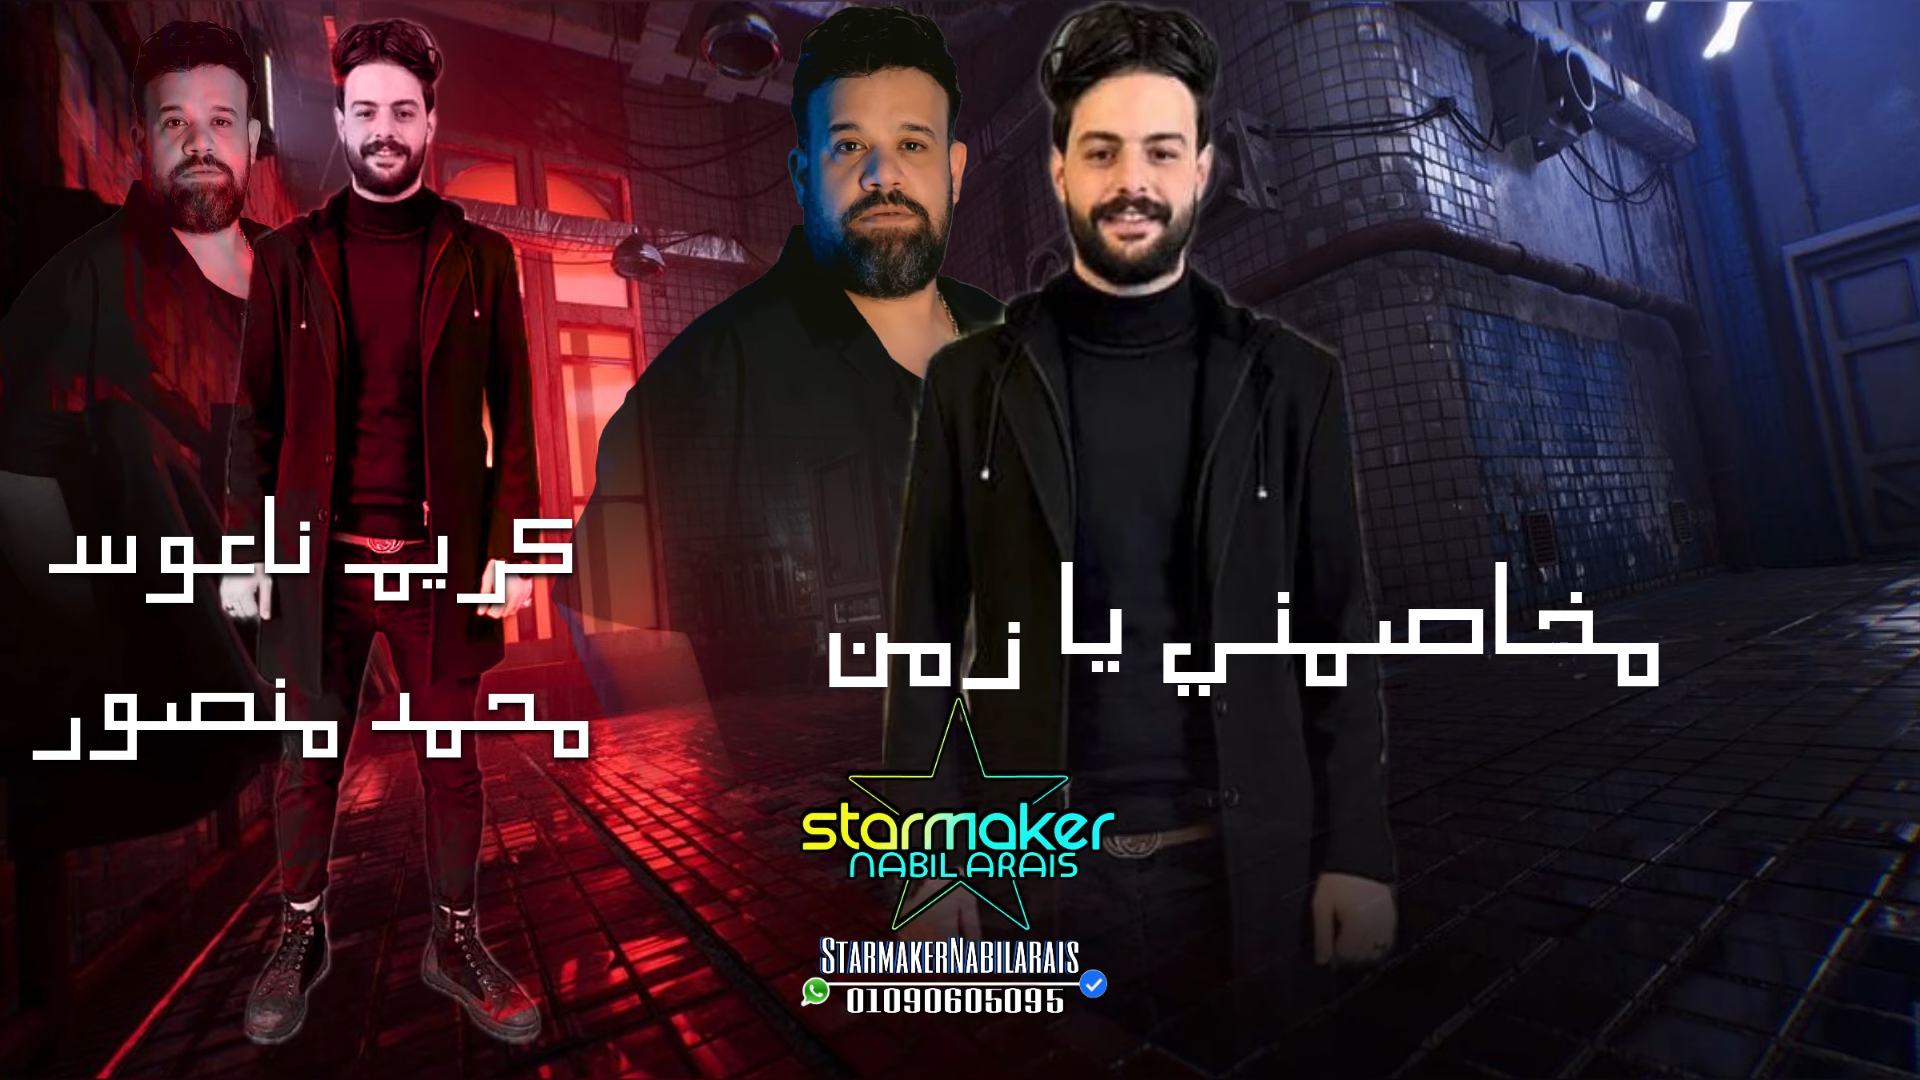 كريم ناعوس
محمد منصور
مخاصمني يا زمن
starmaker
NABIL ARAIS
STARMAKERNABILARAIS
01090605095